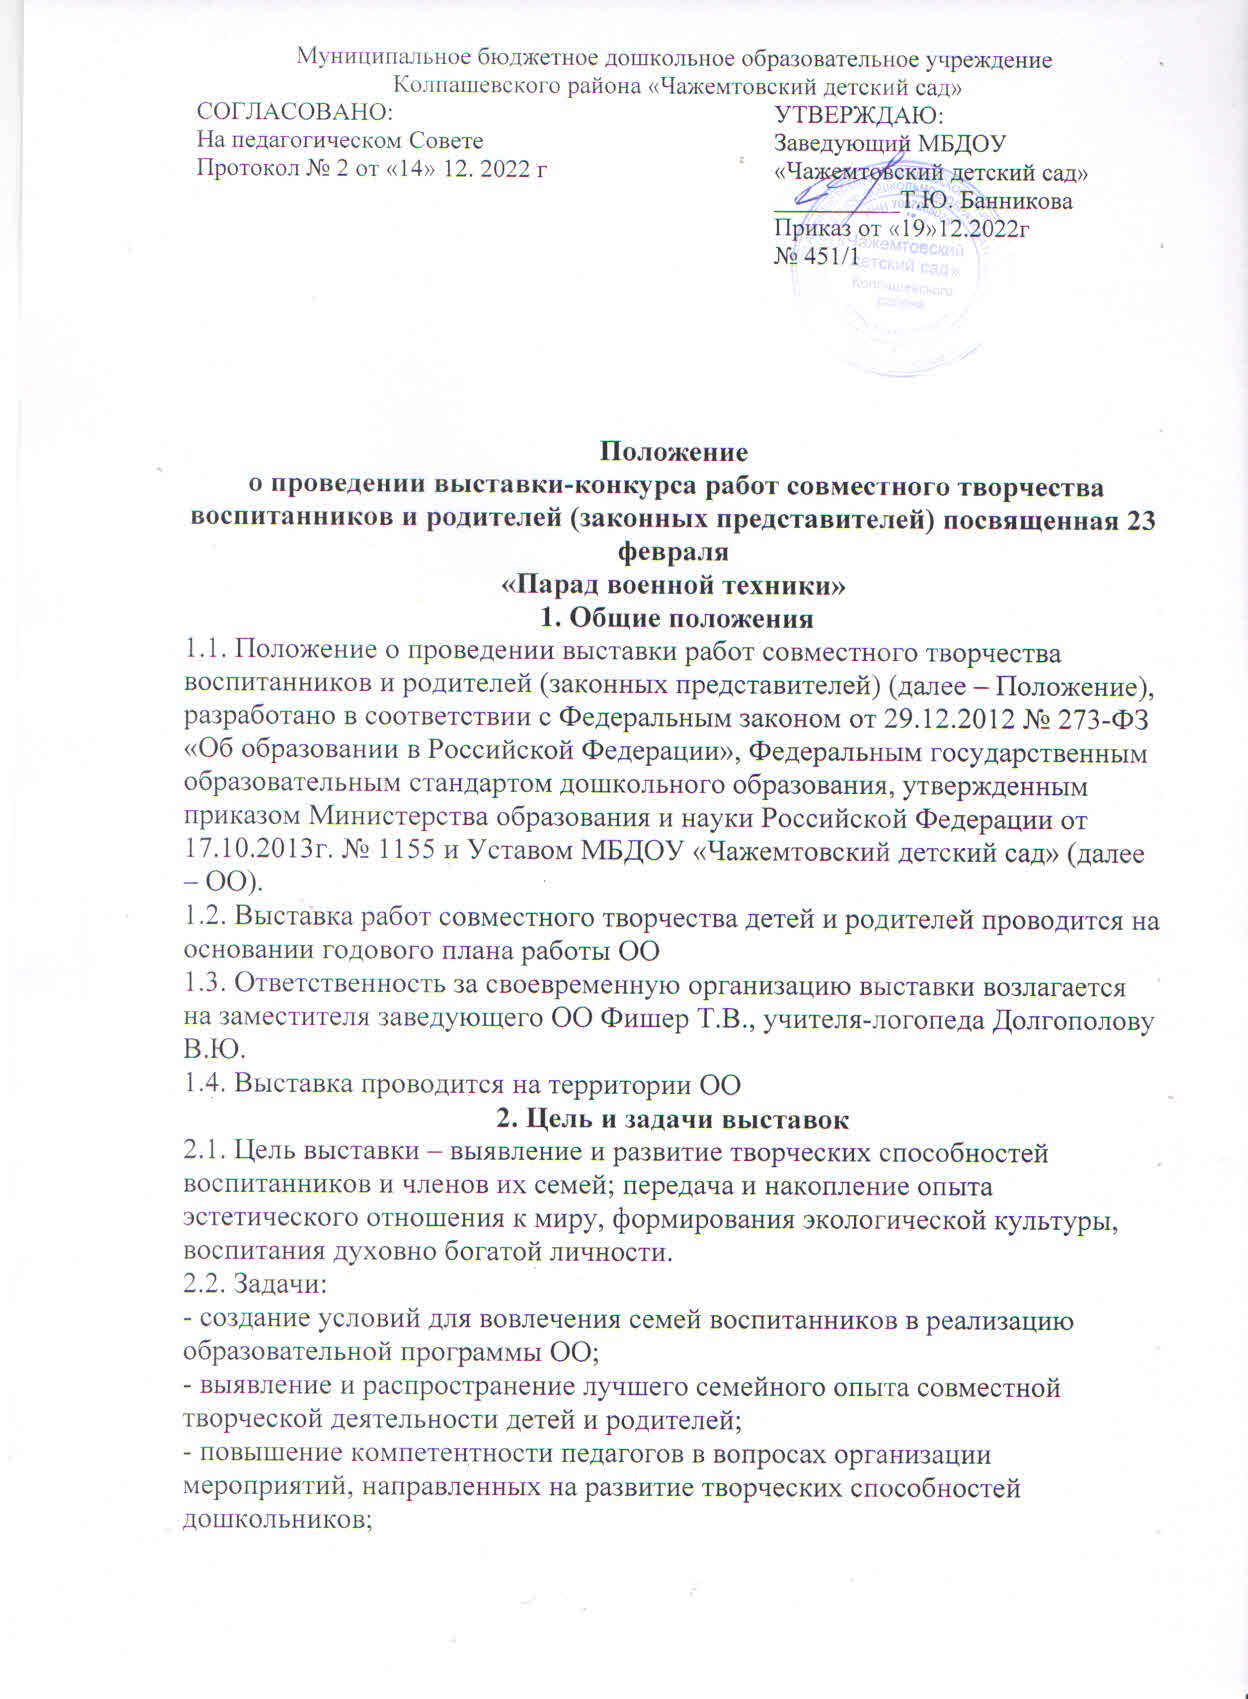 Муниципальное бюджетное дошкольное образовательное учреждение
Колпашевского района «Чажемтовский детский сад»
СОГЛАСОВАНО:
На педагогическом Совете
Протокол № 2 от «14» 12. 2022 г
УТВЕРЖДАЮ:
Заведующий МБДОУ
«Чажемтовский детский сад»
__________Т.Ю. Банникова
Приказ от «19»12.2022г
№ 451/1
«Чажемтовский
детский сад»
Колпашевского
района
Положение
о проведении выставки-конкурса работ совместного творчества
воспитанников и родителей (законных представителей) посвященная 23
февраля
«Парад военной техники»
1. Общие положения
1.1. Положение о проведении выставки работ совместного творчества
воспитанников и родителей (законных представителей) (далее – Положение),
разработано в соответствии с Федеральным законом от 29.12.2012 № 273-ФЗ
«Об образовании в Российской Федерации», Федеральным государственным
образовательным стандартом дошкольного образования, утвержденным
приказом Министерства образования и науки Российской Федерации от
17.10.2013г. № 1155 и Уставом МБДОУ «Чажемтовский детский сад» (далее
– ОО).
1.2. Выставка работ совместного творчества детей и родителей проводится на
основании годового плана работы ОО
1.3. Ответственность за своевременную организацию выставки возлагается
на заместителя заведующего ОО Фишер Т.В., учителя-логопеда Долгополову
В.Ю.
1.4. Выставка проводится на территории ОО
2. Цель и задачи выставок
2.1. Цель выставки – выявление и развитие творческих способностей
воспитанников и членов их семей; передача и накопление опыта
эстетического отношения к миру, формирования экологической культуры,
воспитания духовно богатой личности.
2.2. Задачи:
- создание условий для вовлечения семей воспитанников в реализацию
образовательной программы ОО;
- выявление и распространение лучшего семейного опыта совместной
творческой деятельности детей и родителей;
- повышение компетентности педагогов в вопросах организации
мероприятий, направленных на развитие творческих способностей
дошкольников;